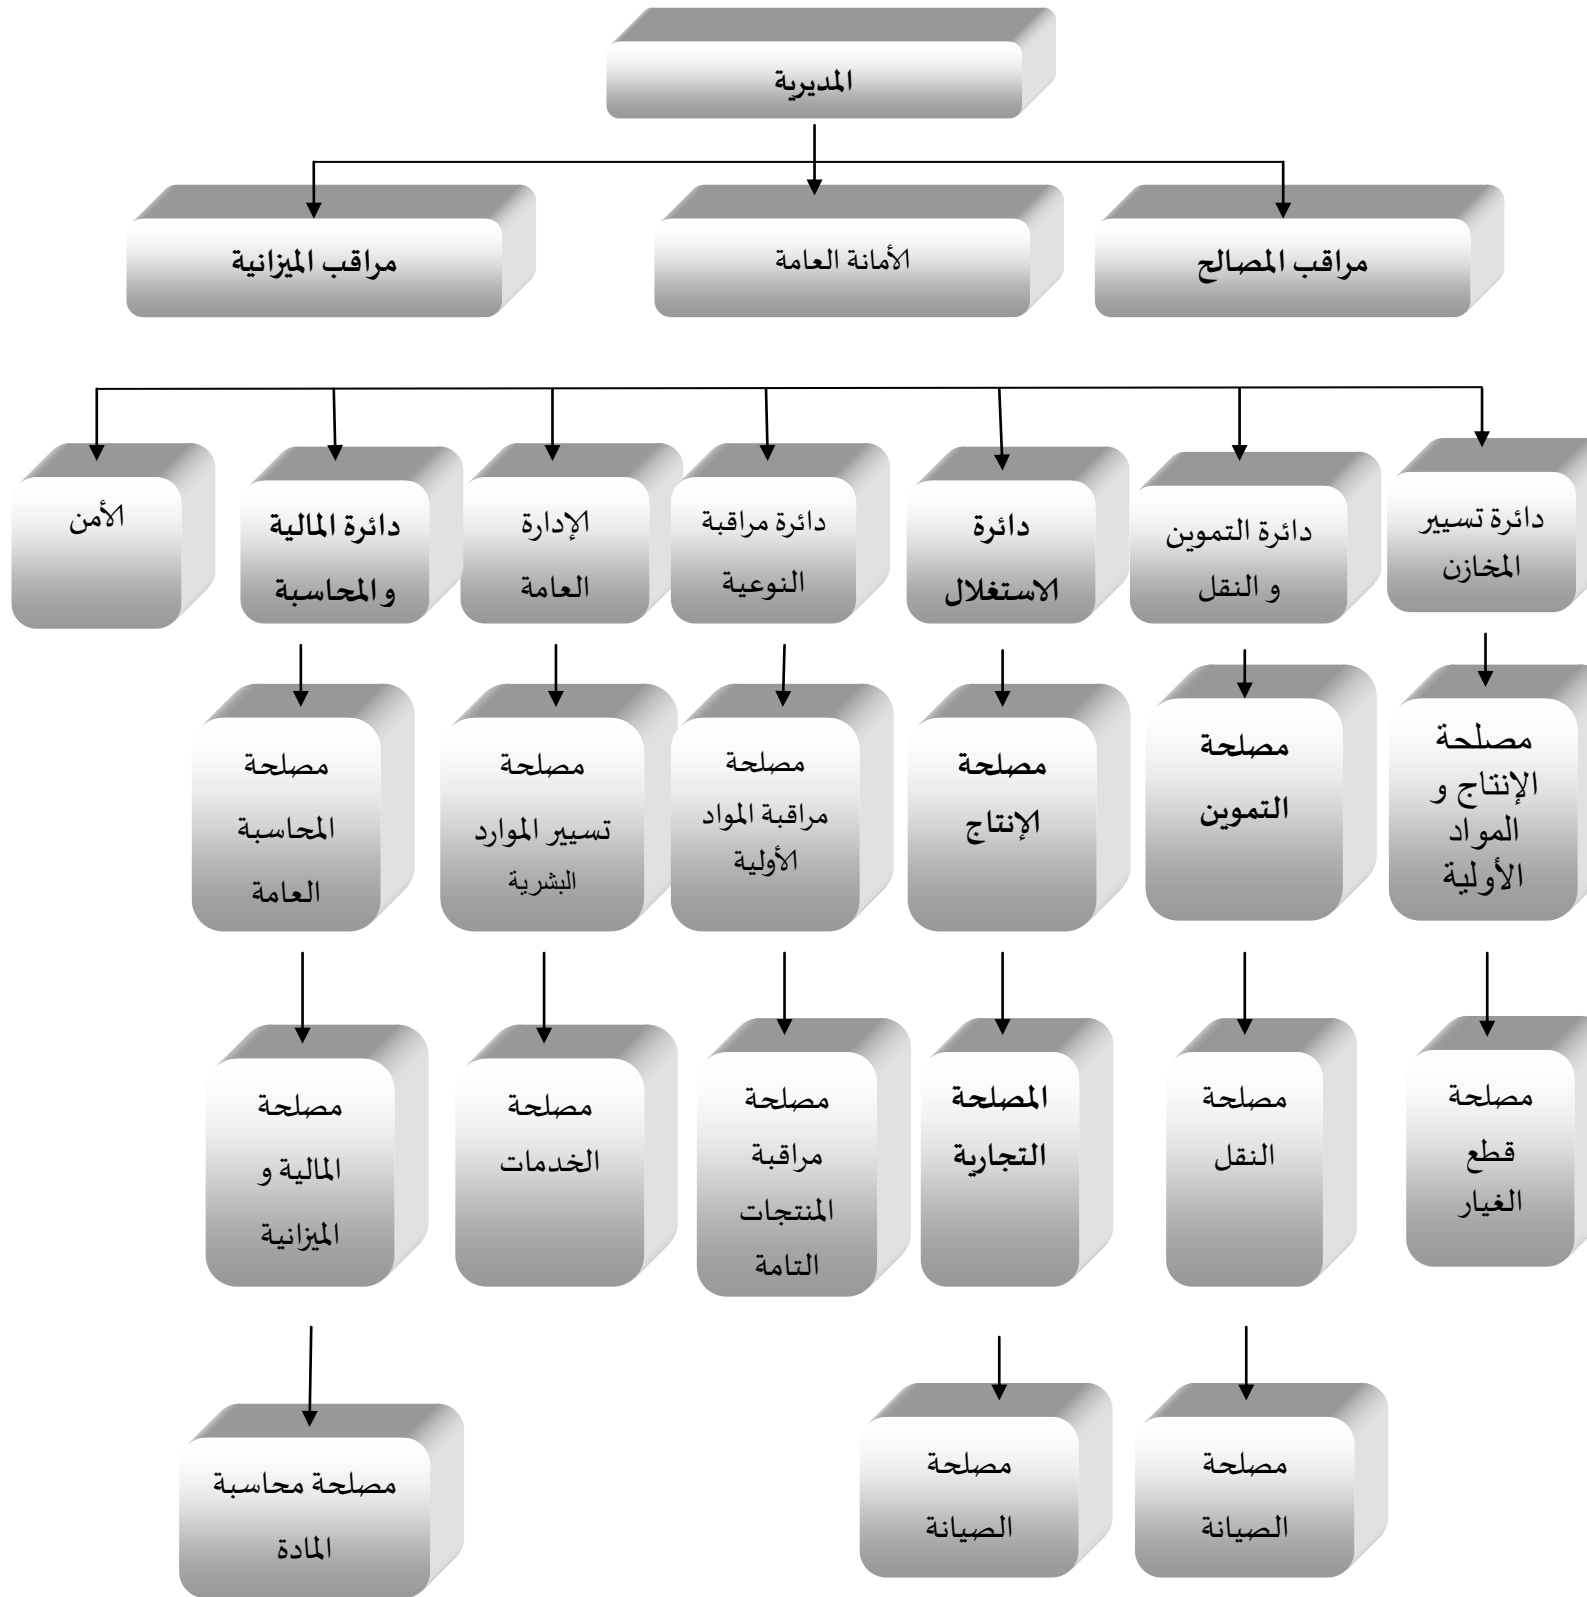 المديرية
مراقب المصالح
الأمانة العامة
مراقب الميزانية
دائرة تسيير
المخازن
دائرة التموين
و النقل
دائرة
الاستغلال
دائرة مراقبة
النوعية
الإدارة
العامة
دائرة المالية
والمحاسبة
الأمن
مصلحة
الإنتاج و
المواد
الأولية
مصلحة
التموين
مصلحة
الإنتاج
مصلحة
مراقبة المواد
الأولية
مصلحة
تسيير الموارد
البشرية
مصلحة
المحاسبة
العامة
مصلحة
قطع
الغيار
مصلحة
النقل
المصلحة
التجارية
مصلحة
مراقبة
المنتجات
التامة
مصلحة
الخدمات
مصلحة
المالية و
الميزانية
مصلحة
الصيانة
مصلحة
الصيانة
مصلحة محاسبة
المادة